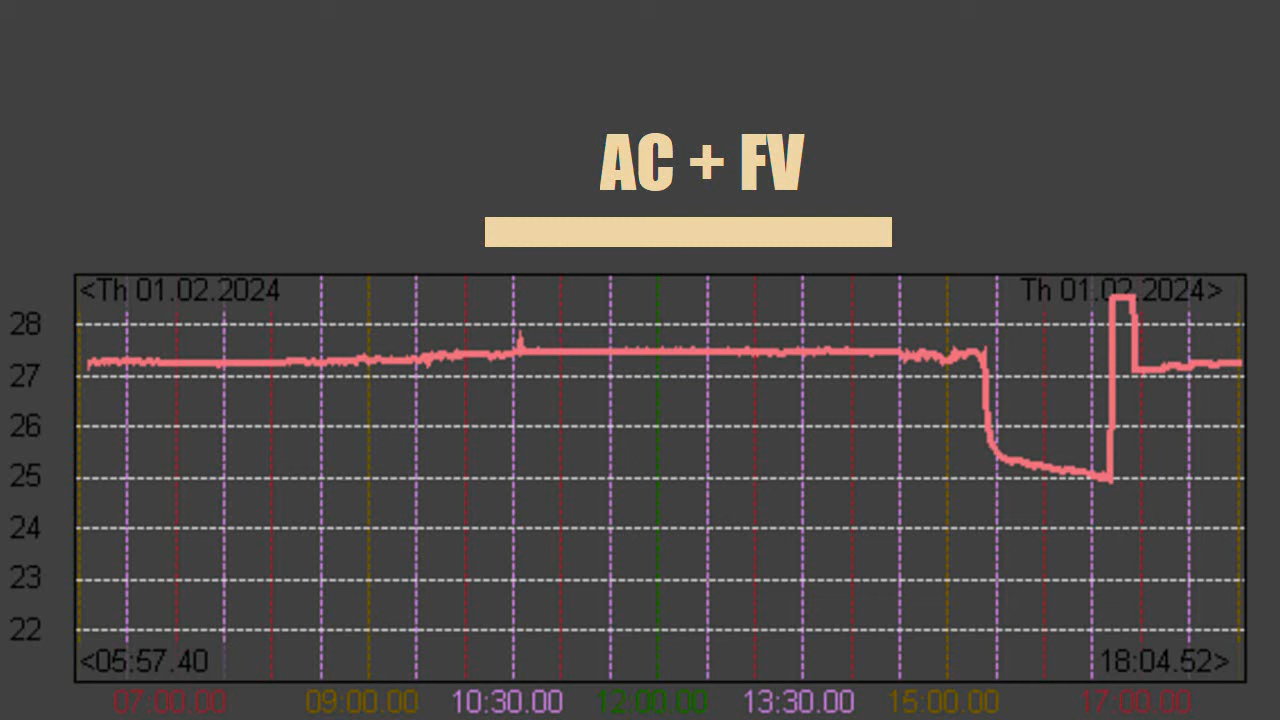 AC + FV
<Th 01.02.2024 Th 01.02.2024>
28
27
26
25
24
23
22
<05:57.40 18:04.52>
07:00.00 09:00.00 10:30.00 12:00.00 13:30.00 15:00.00 17:00.00